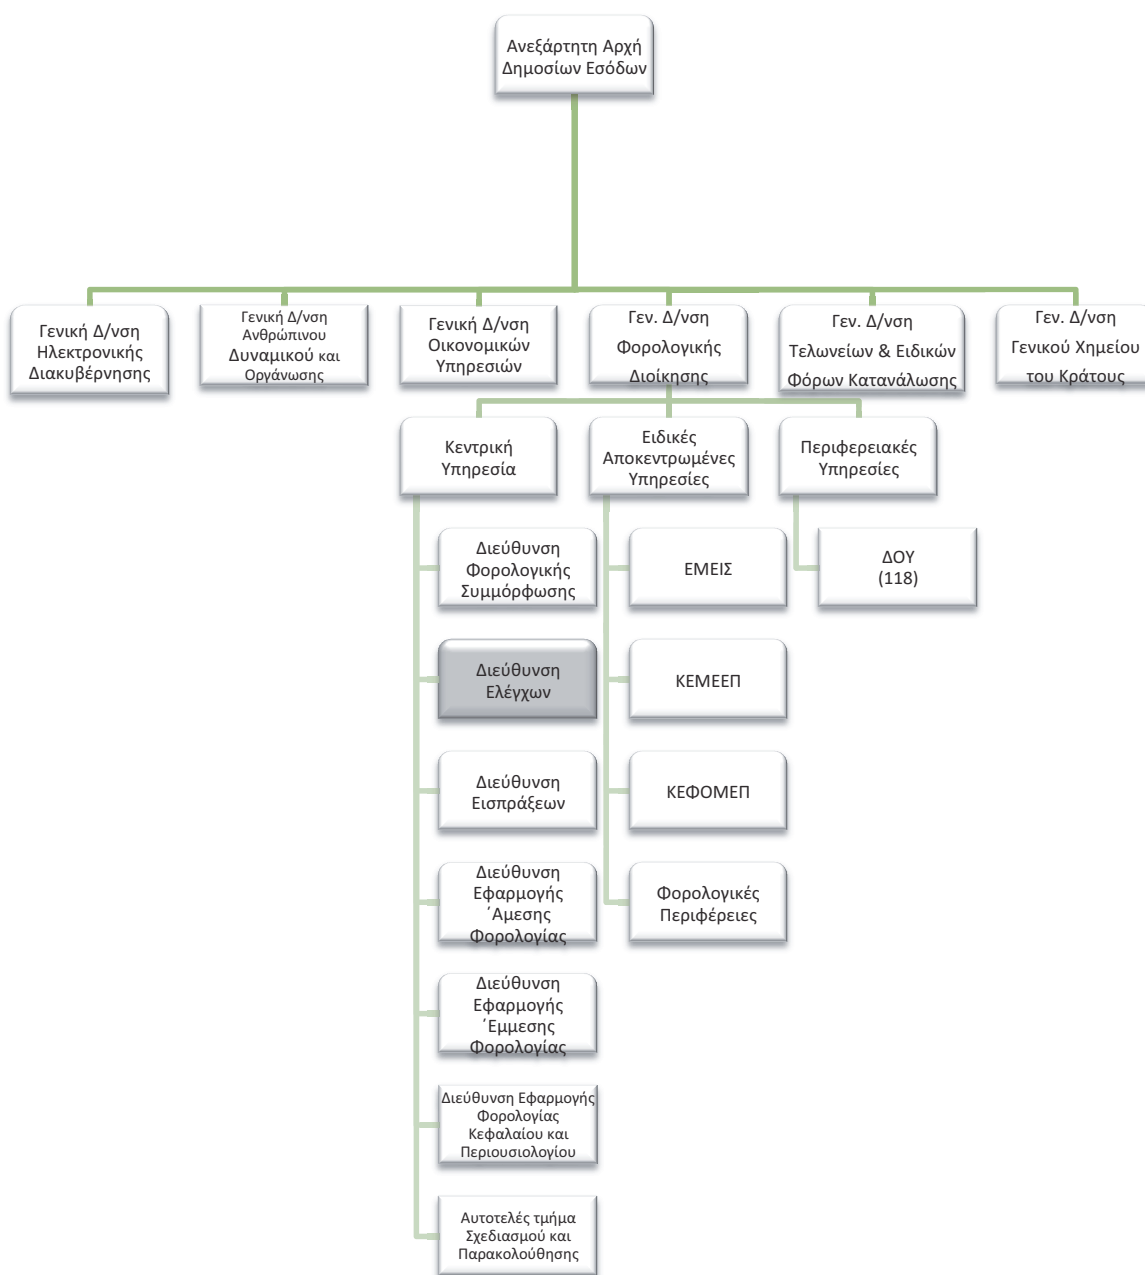 Ανεξάρτητη Αρχή
Δημοσίων Εσόδων
Γενική Δ/νση
Ηλεκτρονικής
Διακυβέρνησης
Γενική Δ/νση
Ανθρώπινου
Δυναμικού και
Οργάνωσης
Γενική Δ/νση
Οικονομικών
Υπηρεσιών
Γεν. Δ/νση
Φορολογικής
Διοίκησης
Γεν. Δ/νση
Τελωνείων & Ειδικών
Φόρων Κατανάλωσης
Γεν. Δ/νση
Γενικού Χημείου
του Κράτους
Κεντρική
Υπηρεσία
Ειδικές
Αποκεντρωμένες
Υπηρεσίες
Περιφερειακές
Υπηρεσίες
Διεύθυνση
Φορολογικής
Συμμόρφωσης
ΕΜΕΙΣ
ΔΟΥ
(118)
Διεύθυνση
Ελέγχων
ΚΕΜΕΕΠ
Διεύθυνση
Εισπράξεων
ΚΕΦΟΜΕΠ
Διεύθυνση
Εφαρμογής
΄Αμεσης
Φορολογίας
Φορολογικές
Περιφέρειες
Διεύθυνση
Εφαρμογής
΄Εμμεσης
Φορολογίας
Διεύθυνση Εφαρμογής
Φορολογίας
Κεφαλαίου και
Περιουσιολογίου
Αυτοτελές τμήμα
Σχεδιασμού και
Παρακολούθησης